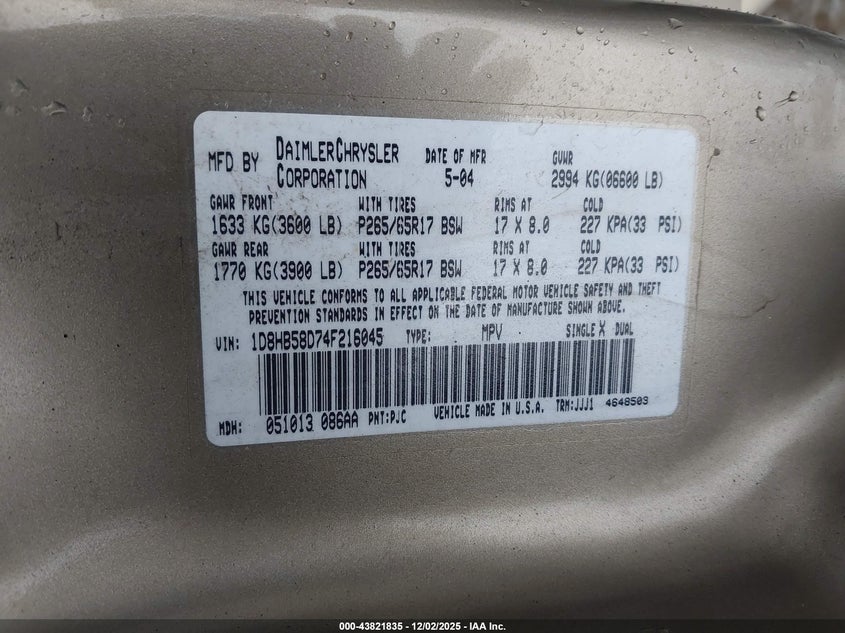 MFD BY DAIMLERCHRYSLER CORPORATION DATE OF MFR 5-04 GVWR 2994 KG(06600 LB)
GAWR FRONT WITH TIRES RIMS AT COLD
1633 KG(3600 LB) P265/65R17 BSW 17 X 8.0 227 KPA(33 PSI)
GAWR REAR WITH TIRES RIMS AT COLD
1770 KG(3900 LB) P265/65R17 BSW 17 X 8.0 227 KPA(33 PSI)
THIS VEHICLE CONFORMS TO ALL APPLICABLE FEDERAL MOTOR VEHICLE SAFETY AND THEFT
PREVENTION STANDARDS IN EFFECT ON THE DATE OF MANUFACTURE SHOWN ABOVE.
VIN: 1D8HB58D74F216045 TYPE: MPV SINGLE X DUAL
MDH: 051013 086AA PNT:PJC VEHICLE MADE IN U.S.A. TRM:JJJ1 4648503
000-43821835 - 12/02/2025 - IAA Inc.